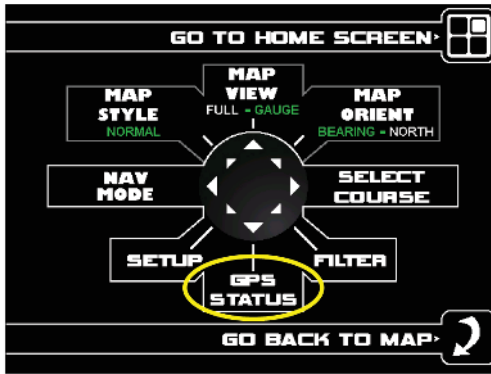 GO TO HOME SCREEN
MAP
VIEW
FULL - GAUGE
MAP
STYLE
NORMAL
MAP
ORIENT
BEARING - NORTH
NAV
MODE
SELECT
COURSE
SETUP
FILTER
GPS
STATUS
GO BACK TO MAP